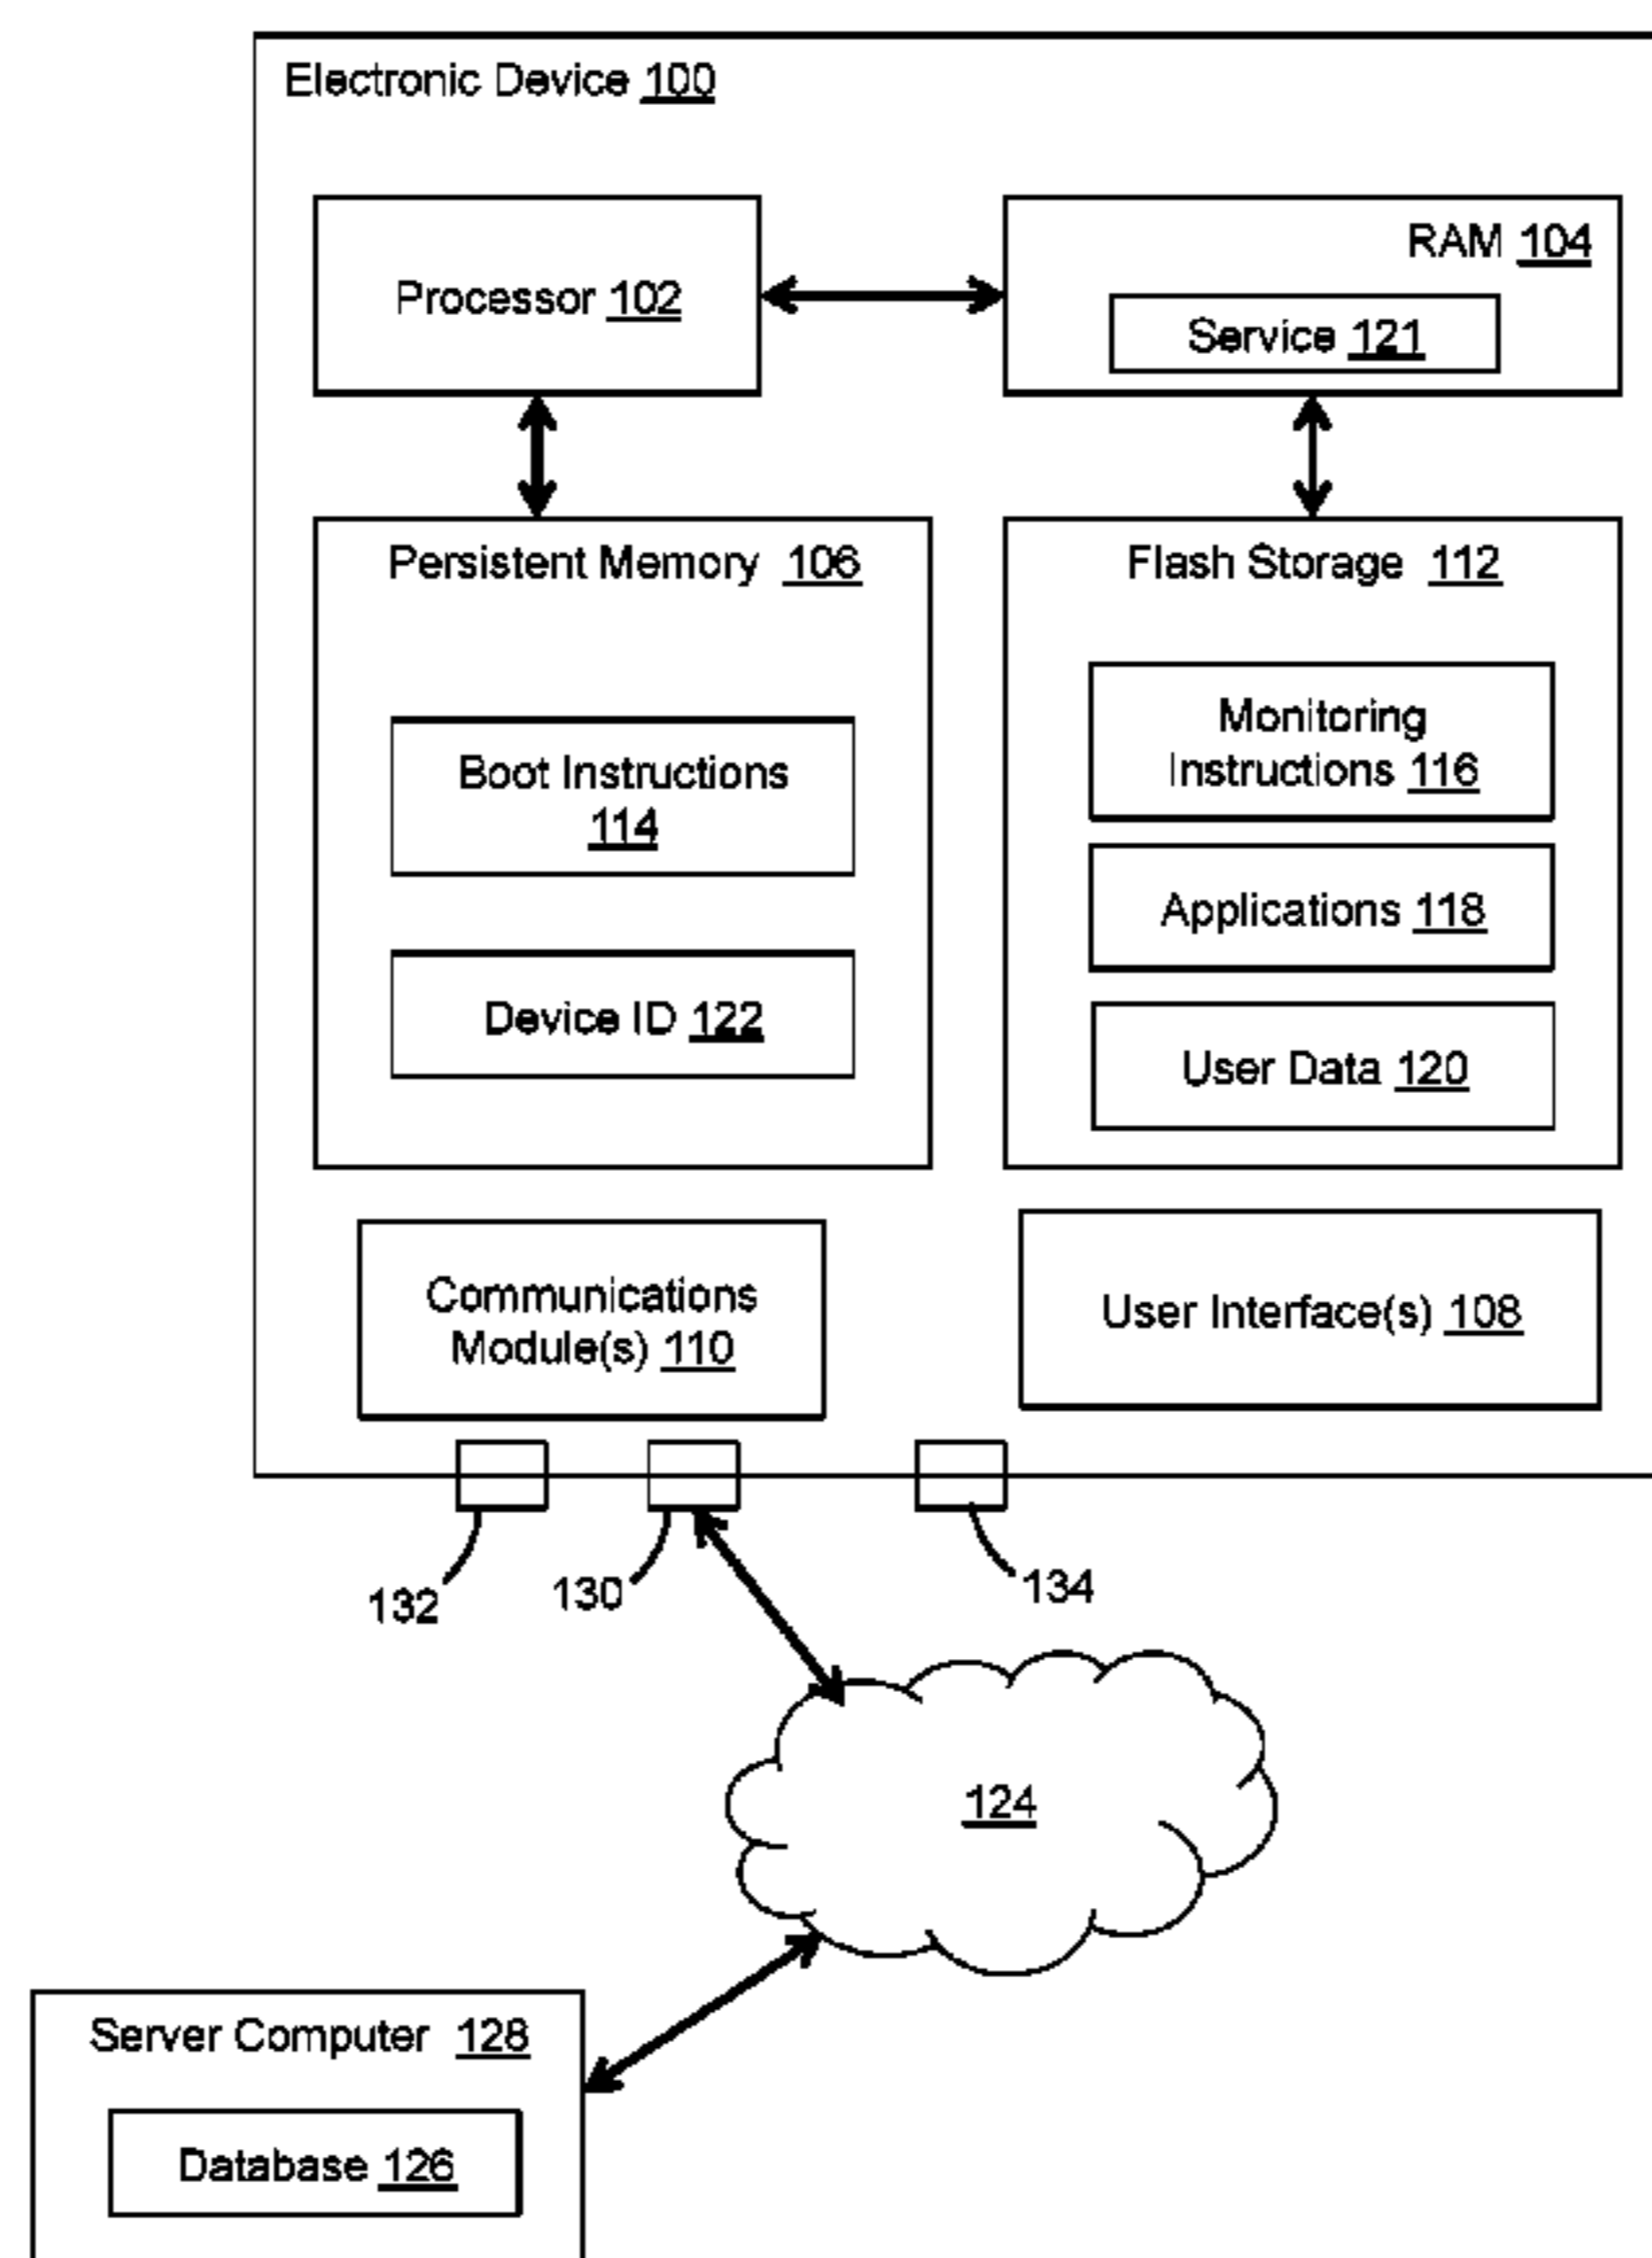 Electronic Device 100
Processor 102
RAM 104
Service 121
Persistent Memory 106
Boot Instructions
114
Device ID 122
Flash Storage 112
Monitoring
Instructions 116
Applications 118
User Data 120
Communications
Module(s) 110
User Interface(s) 108
132
130
134
124
Server Computer 128
Database 126